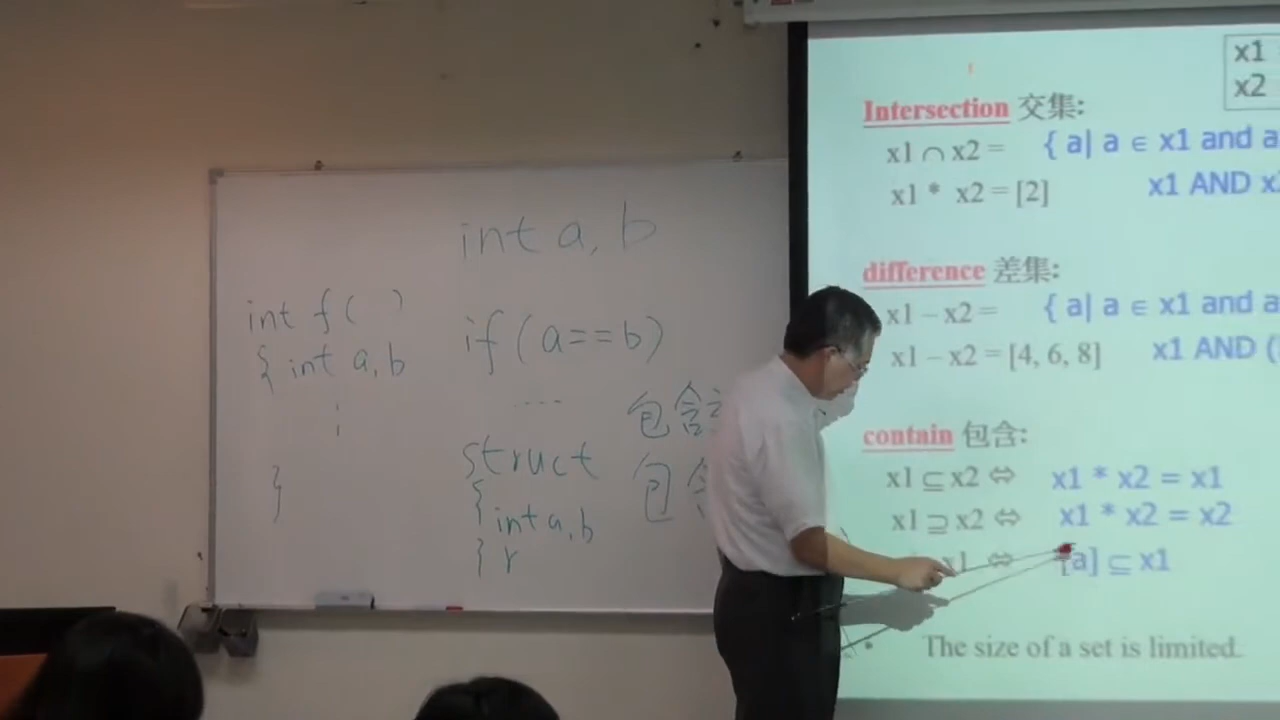 int a, b
int f( )
{ int a, b
}
if (a==b)
....
包含
包
struct
{
int a, b
} r
x1
x2
Intersection 交集:
x1 ∩ x2 = { a| a ∈ x1 and a
x1 * x2 = [2] x1 AND
difference 差集:
x1 – x2 = { a| a ∈ x1 and a
x1 – x2 = [4, 6, 8] x1 AND (
contain 包含:
x1 ⊆ x2 ⇔ x1 * x2 = x1
x1 ⊇ x2 ⇔ x1 * x2 = x2
x1 ⇔ [a] ⊆ x1
• The size of a set is limited.